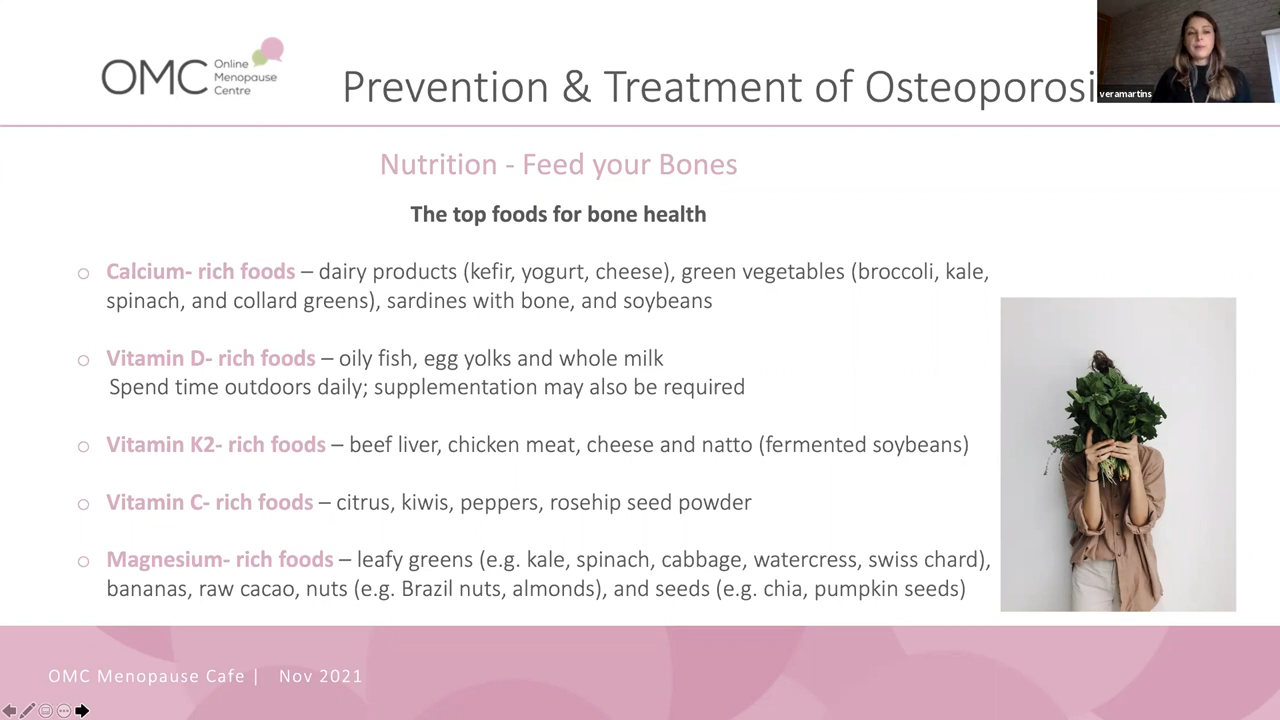 OMC Online
Menopause
Centre
Prevention & Treatment of Osteoporosi
veramartins
Nutrition - Feed your Bones
The top foods for bone health
Calcium- rich foods – dairy products (kefir, yogurt, cheese), green vegetables (broccoli, kale,
spinach, and collard greens), sardines with bone, and soybeans
Vitamin D- rich foods – oily fish, egg yolks and whole milk
Spend time outdoors daily; supplementation may also be required
Vitamin K2- rich foods – beef liver, chicken meat, cheese and natto (fermented soybeans)
Vitamin C- rich foods – citrus, kiwis, peppers, rosehip seed powder
Magnesium- rich foods – leafy greens (e.g. kale, spinach, cabbage, watercress, swiss chard),
bananas, raw cacao, nuts (e.g. Brazil nuts, almonds), and seeds (e.g. chia, pumpkin seeds)
OMC Menopause Cafe | Nov 2021